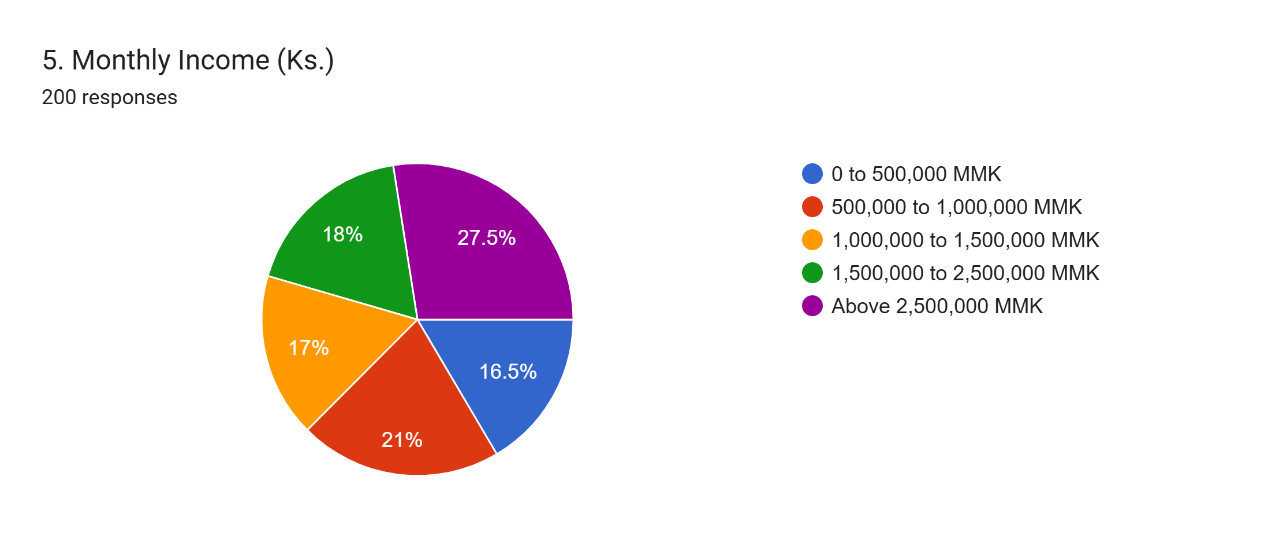 5. Monthly Income (Ks.)
200 responses
18%
27.5%
17%
16.5%
21%
0 to 500,000 MMK
500,000 to 1,000,000 MMK
1,000,000 to 1,500,000 MMK
1,500,000 to 2,500,000 MMK
Above 2,500,000 MMK